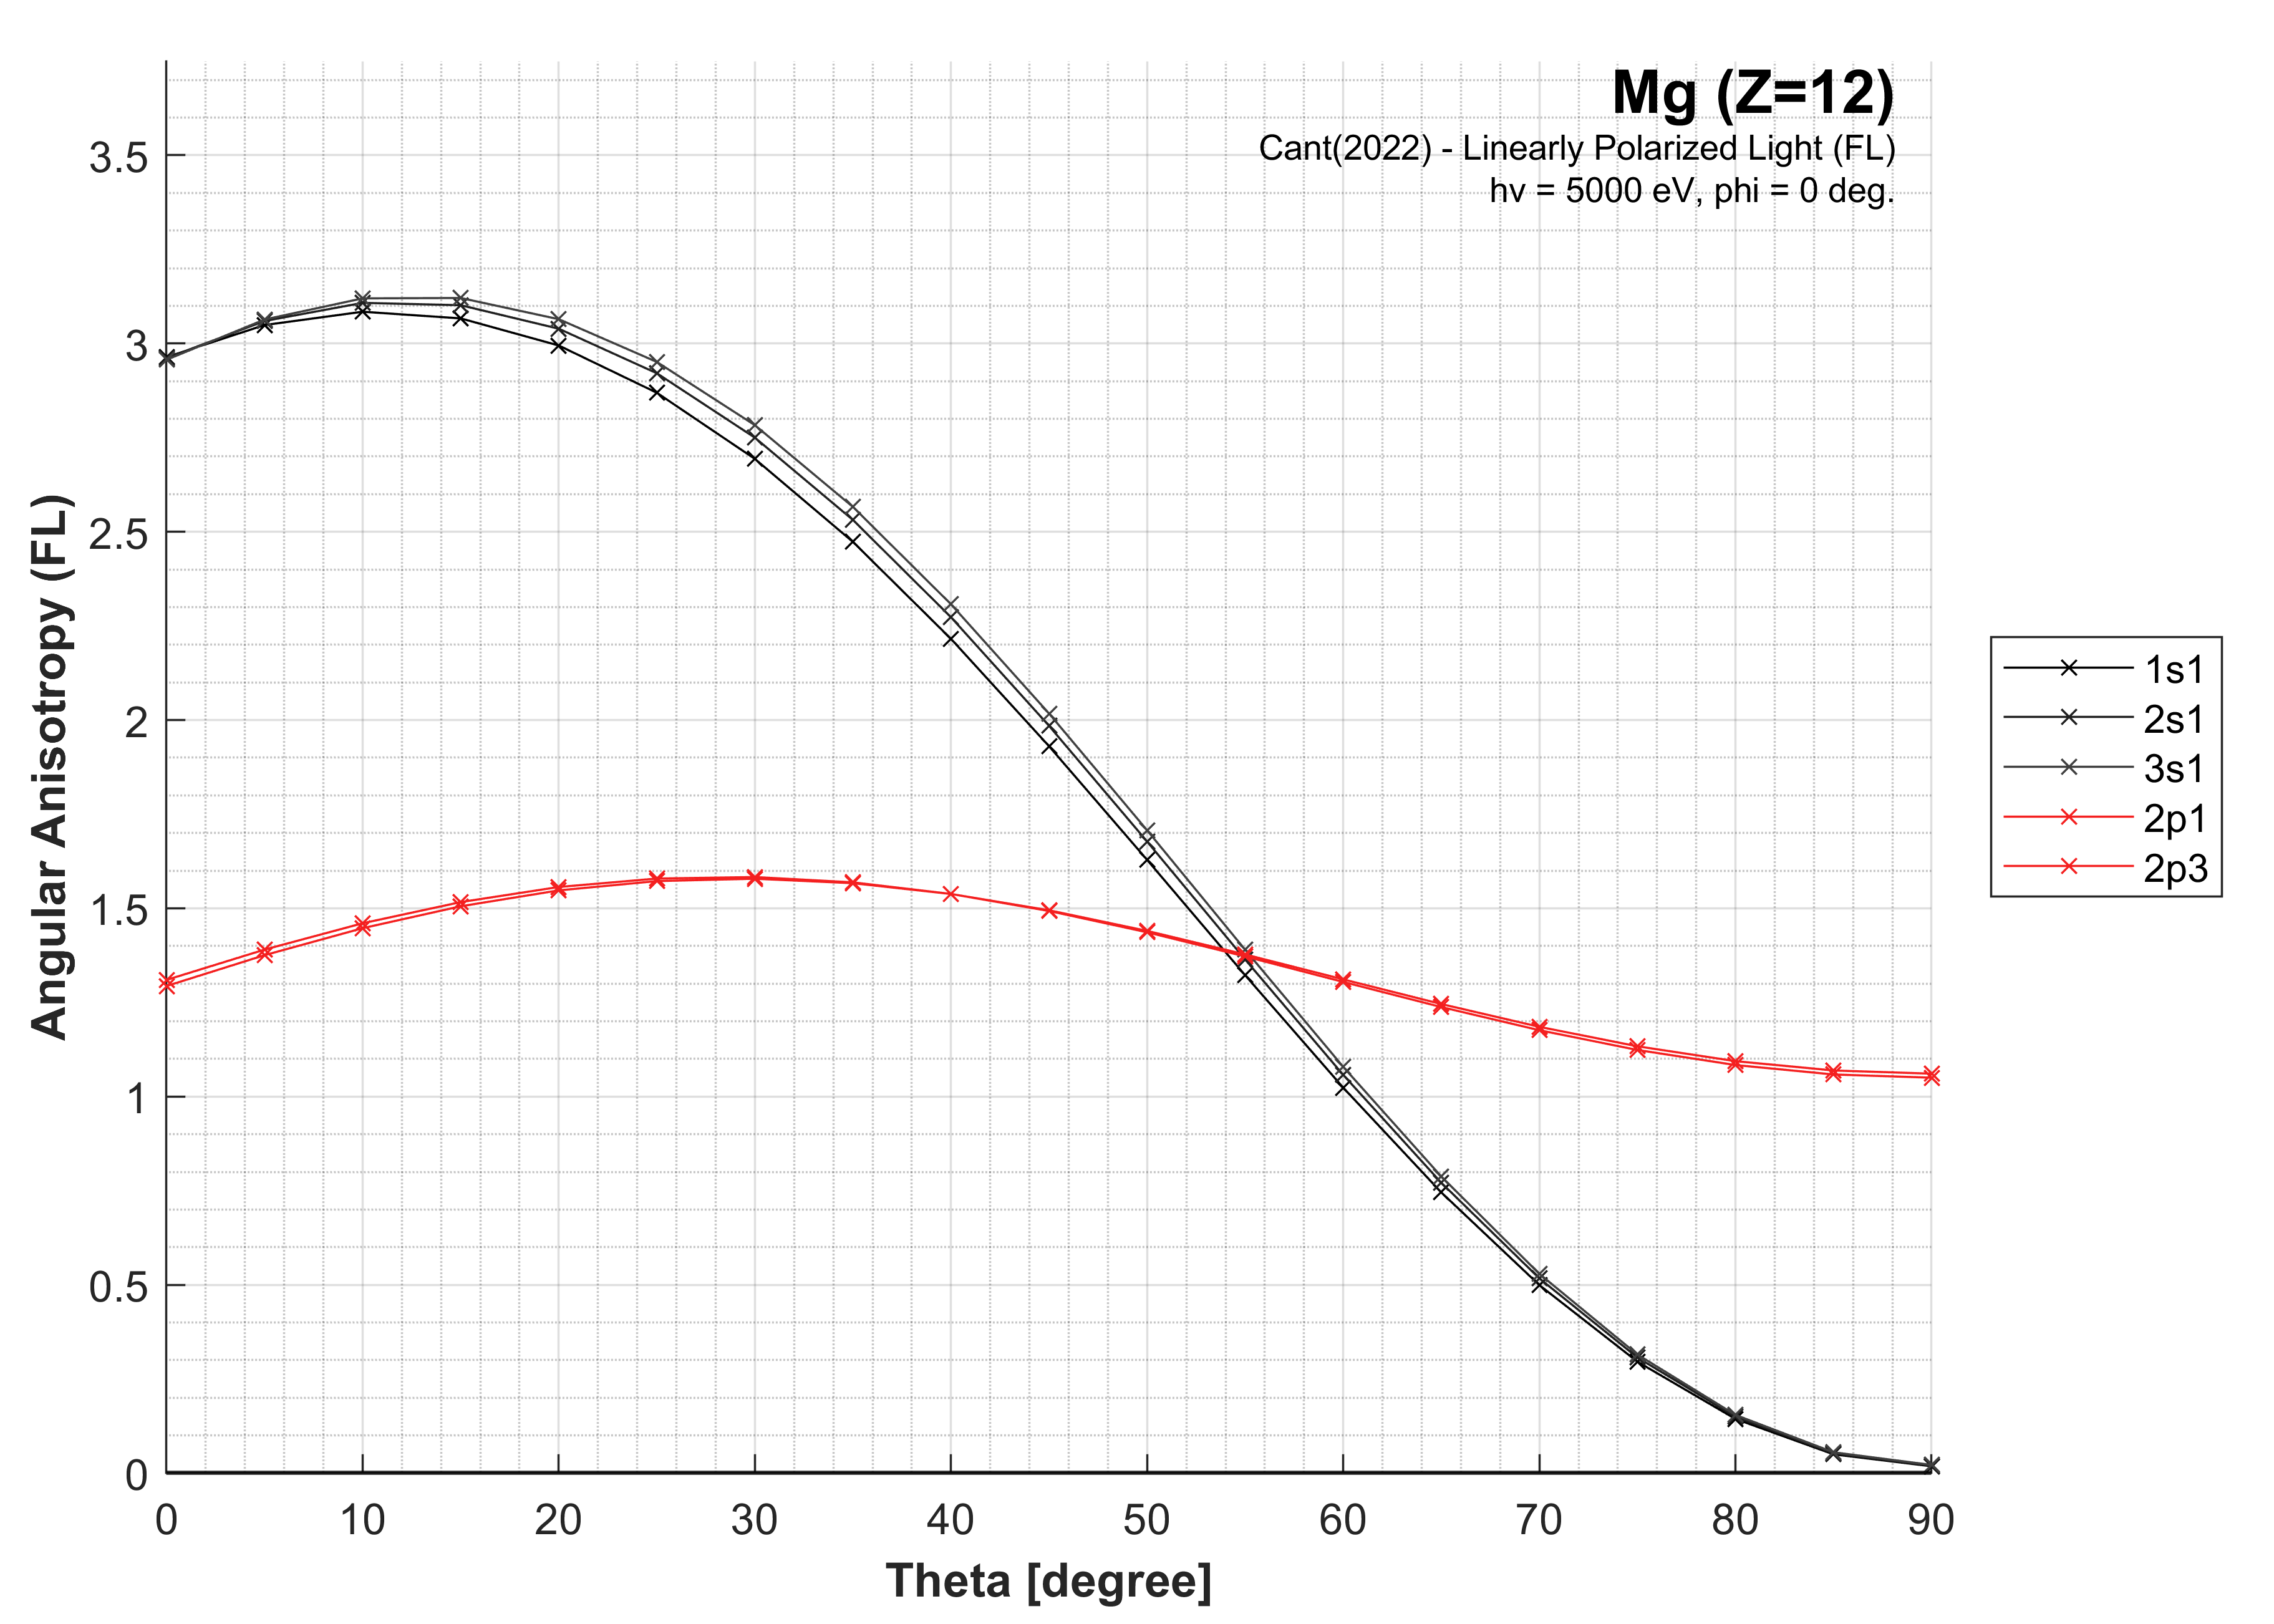 Mg (Z=12)
Cant(2022) - Linearly Polarized Light (FL)
hv = 5000 eV, phi = 0 deg.
Angular Anisotropy (FL)
3.5
3
2.5
2
1.5
1
0.5
0
0 10 20 30 40 50 60 70 80 90
Theta [degree]
1s1
2s1
3s1
2p1
2p3